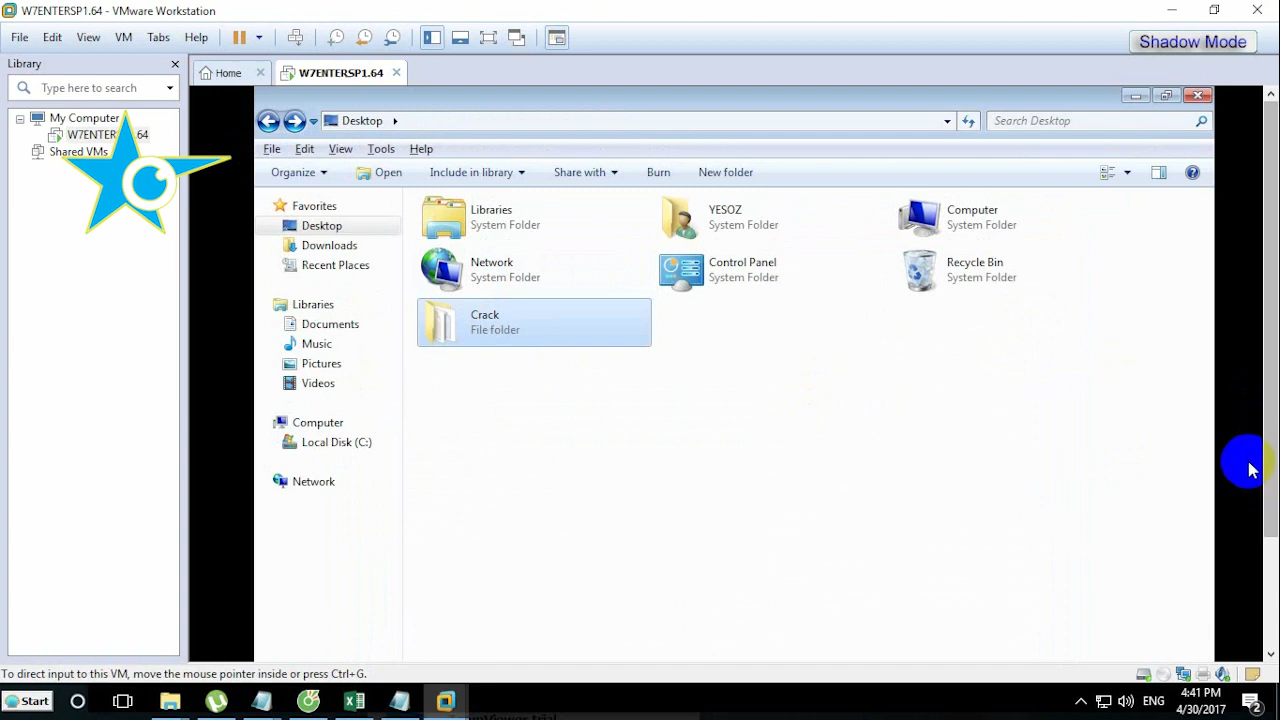 W7ENTERSP1.64 - VMware Workstation
File Edit View VM Tabs Help
Shadow Mode
Library
Home
W7ENTERSP1.64
Type here to search
My Computer
W7ENTER 64
Shared VMs
Desktop
Search Desktop
File Edit View Tools Help
Organize Open Include in library Share with Burn New folder
Favorites
Desktop
Downloads
Recent Places
Libraries
Documents
Music
Pictures
Videos
Computer
Local Disk (C:)
Network
Libraries
System Folder
YESOZ
System Folder
Computer
System Folder
Network
System Folder
Control Panel
System Folder
Recycle Bin
System Folder
Crack
File folder
To direct input to this VM, move the mouse pointer inside or press Ctrl+G.
Start
ENG
4:41 PM
4/30/2017
2